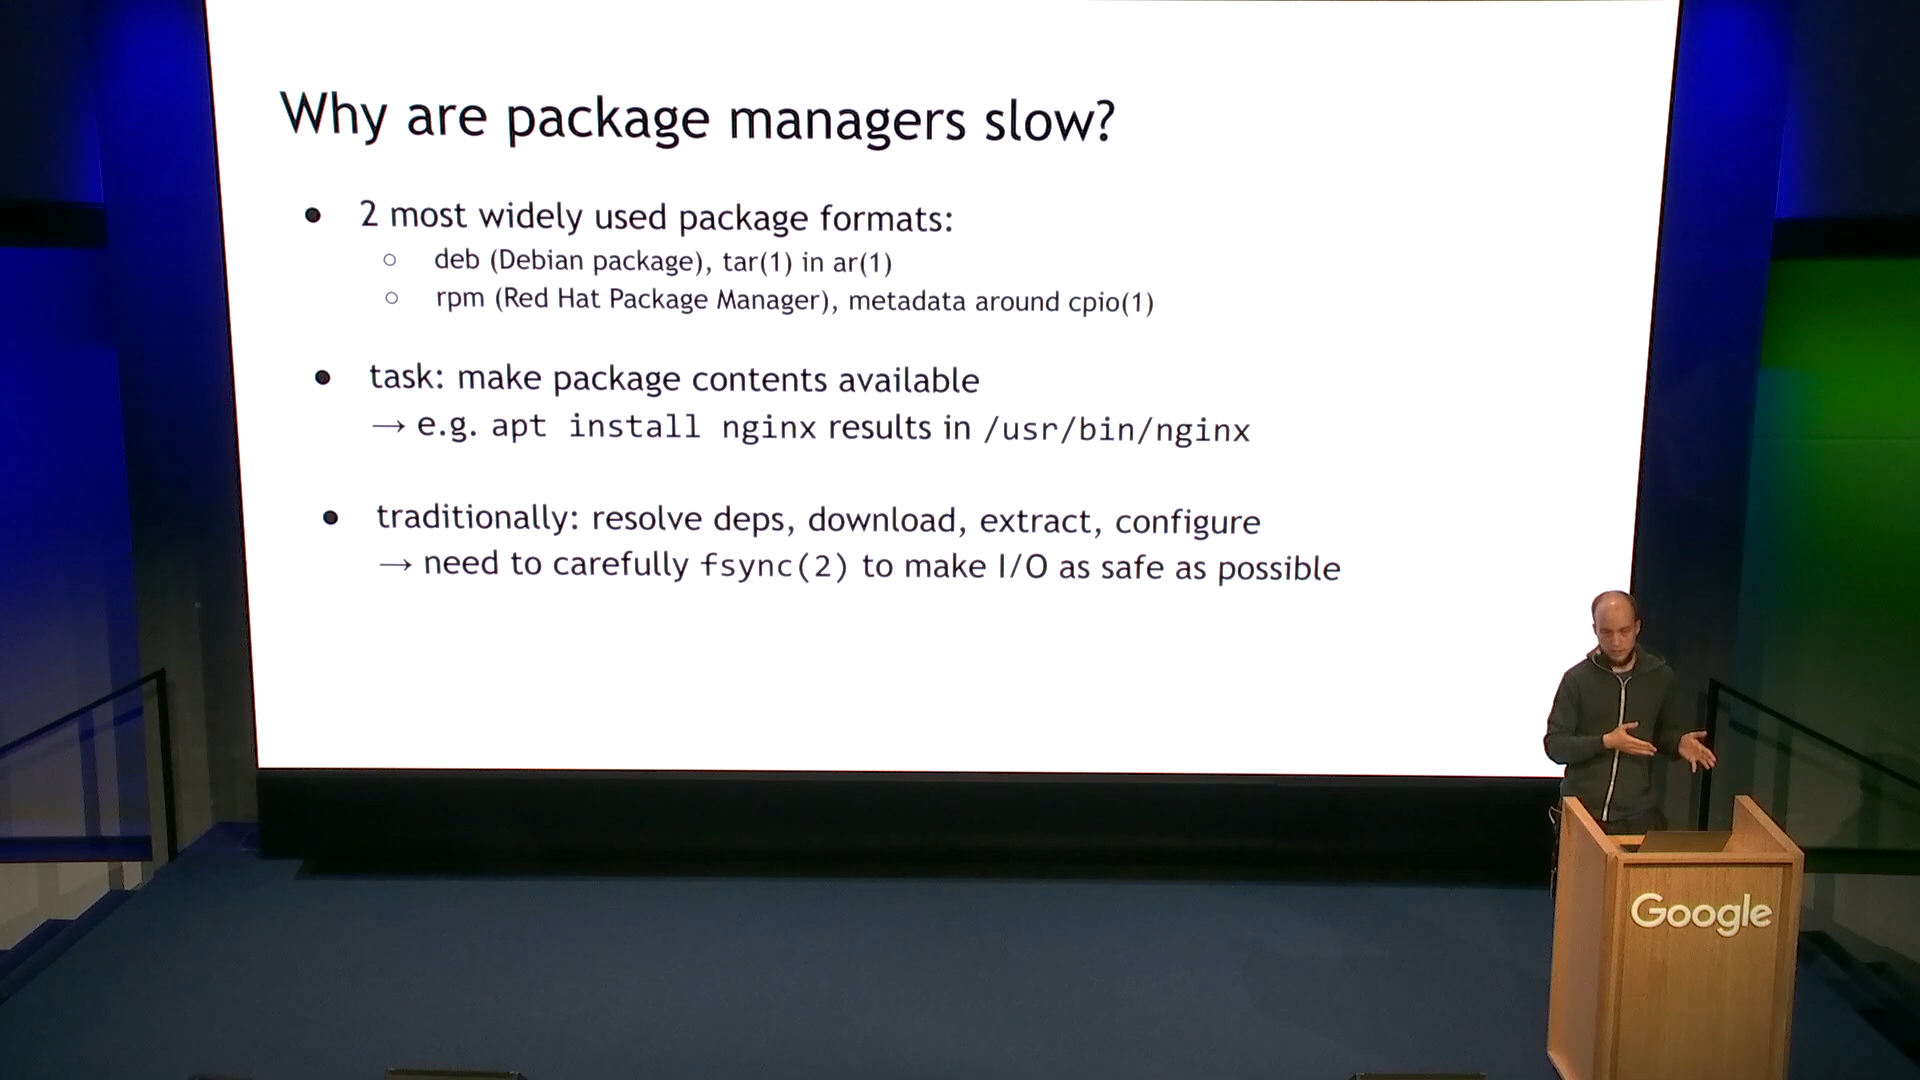 Why are package managers slow?
● 2 most widely used package formats:
○ deb (Debian package), tar(1) in ar(1)
○ rpm (Red Hat Package Manager), metadata around cpio(1)
● task: make package contents available
→ e.g. apt install nginx results in /usr/bin/nginx
● traditionally: resolve deps, download, extract, configure
→ need to carefully fsync(2) to make I/O as safe as possible
Google